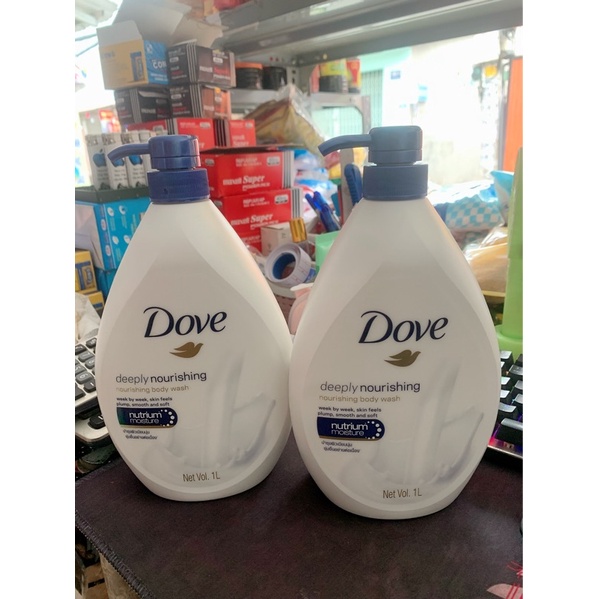 Super
Dove
deeply nourishing
nourishing body wash
week by week, skin feels
plump, smooth and soft
nutrium
moisture
Net Vol. 1L
Dove
deeply nourishing
nourishing body wash
week by week, skin feels
plump, smooth and soft
nutrium
moisture
Net Vol. 1L